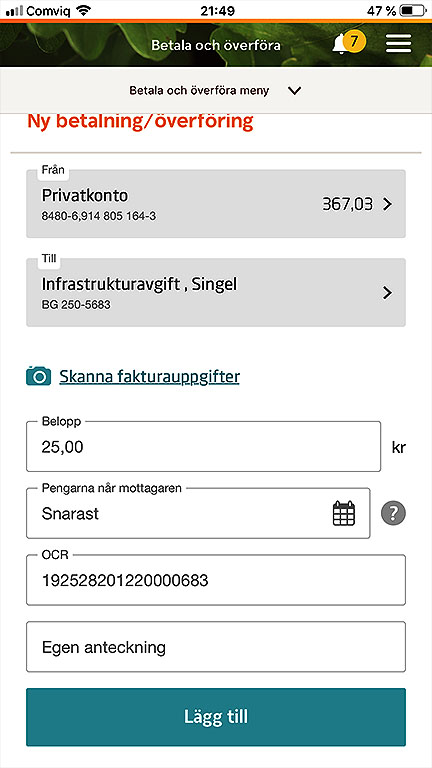 Comviq 21:49 47 %
Betala och överföra 7
Betala och överföra meny
Ny betalning/överföring
Från
Privatkonto 367,03
8480-6,914 805 164-3
Till
Infrastrukturavgift , Singel
BG 250-5683
Skanna fakturauppgifter
Belopp
25,00 kr
Pengarna når mottagaren
Snarast ?
OCR
192528201220000683
Egen anteckning
Lägg till